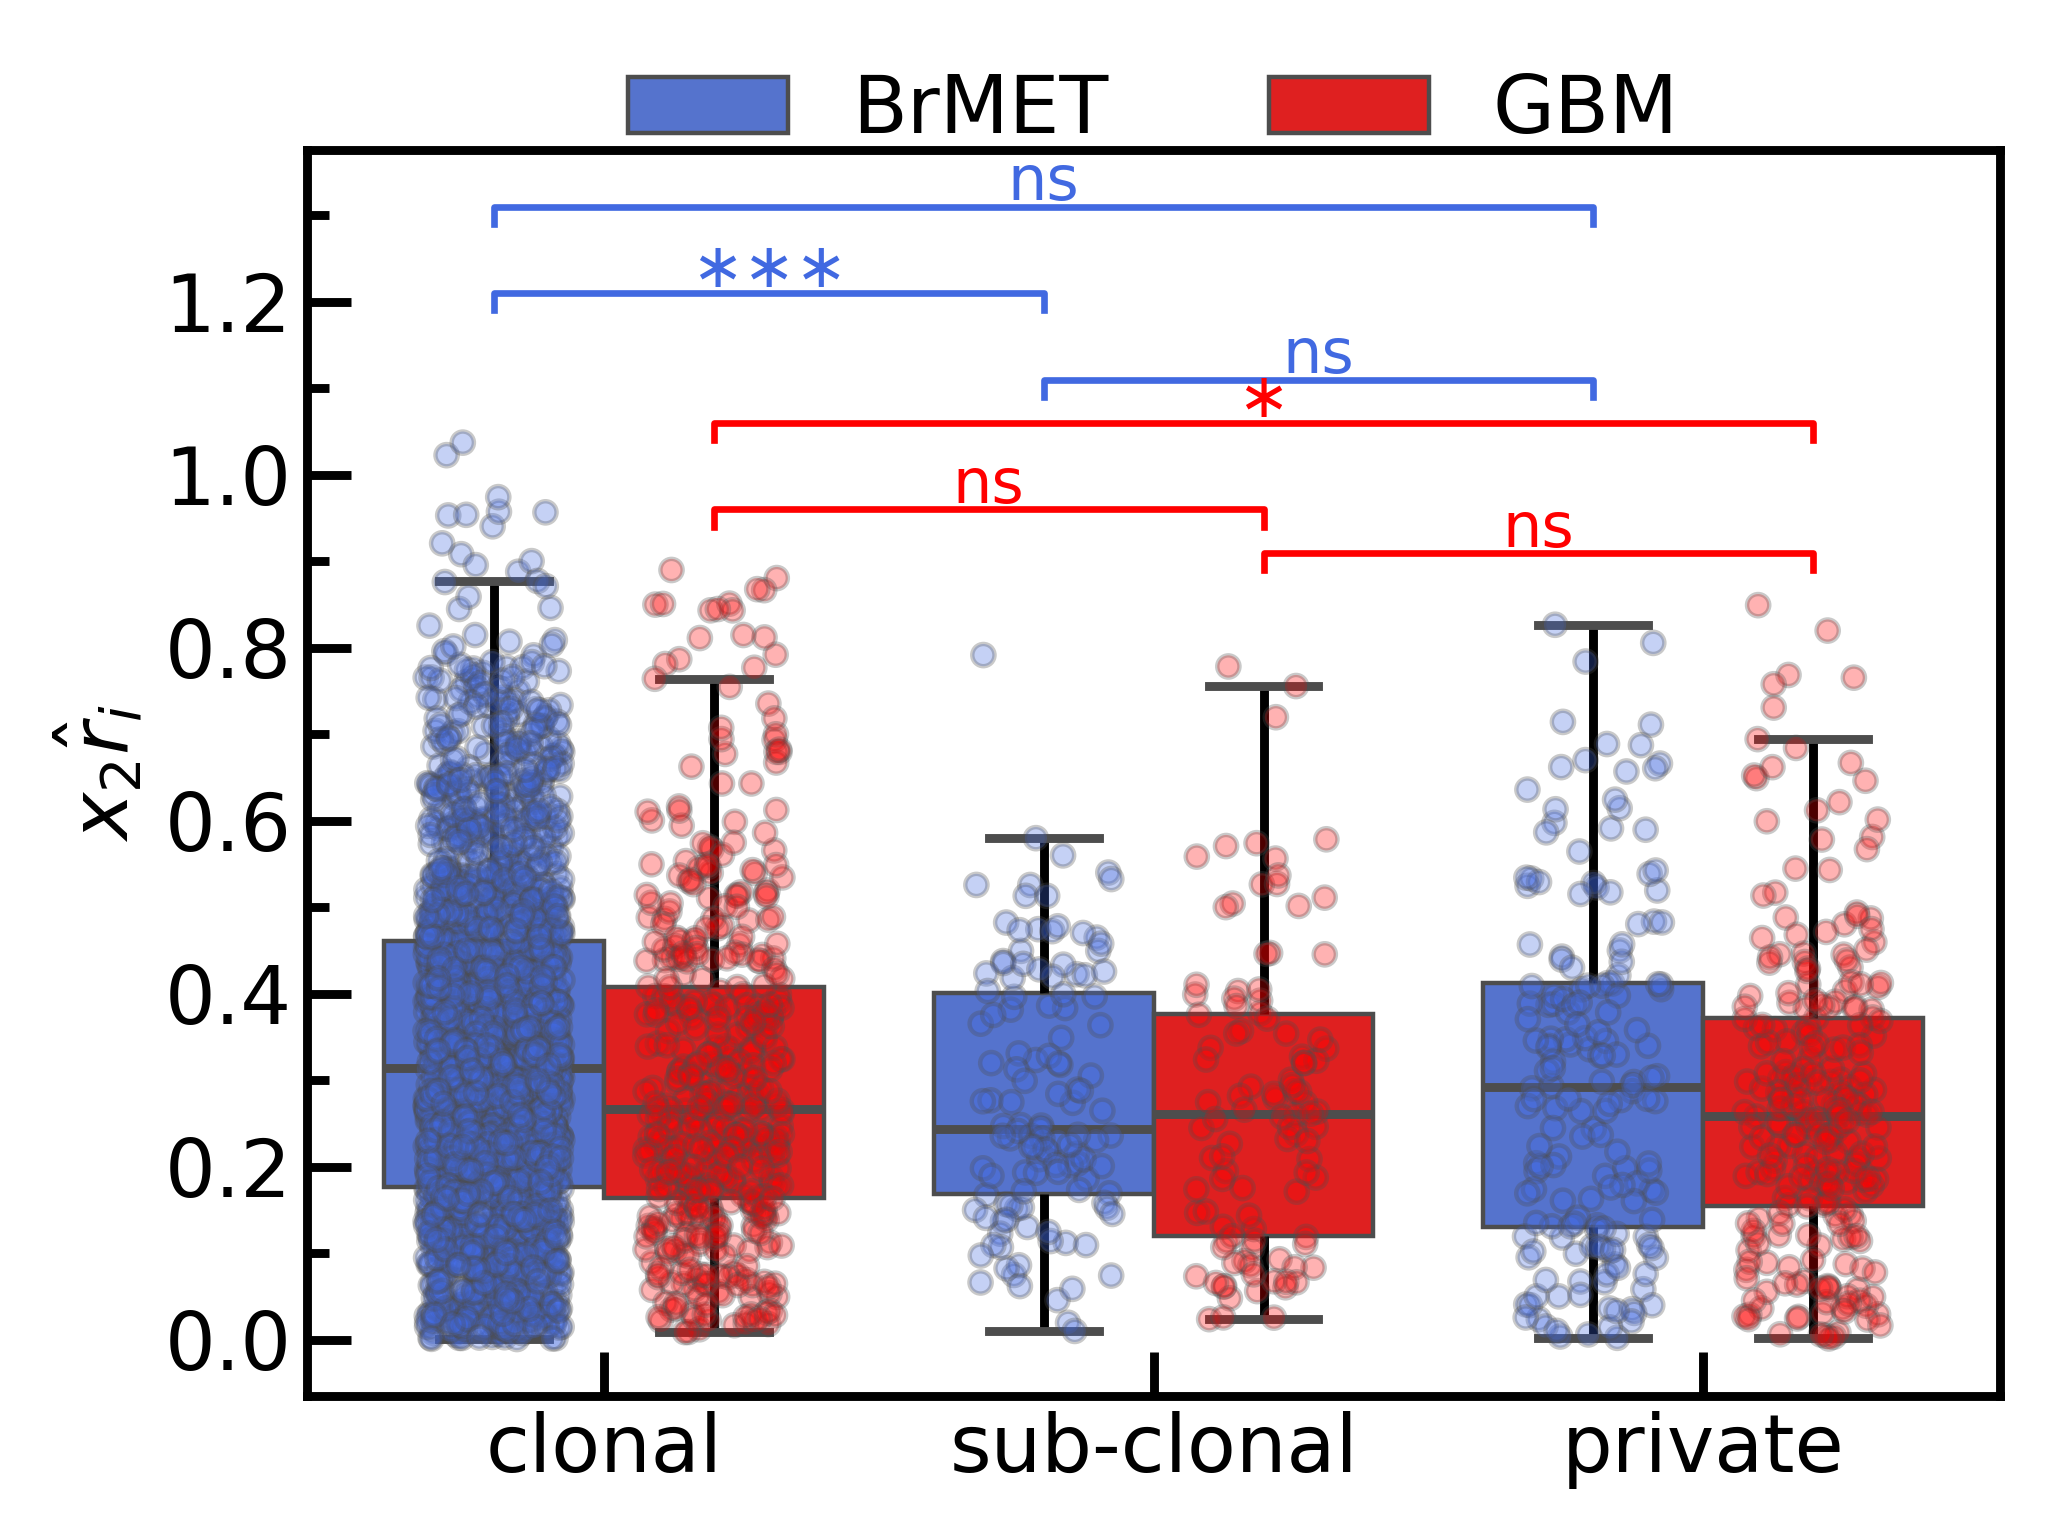 BrMET GBM
ns
***
ns
*
ns
ns
1.2
1.0
0.8
0.6
0.4
0.2
0.0
x₂r̂ᵢ
clonal sub-clonal private